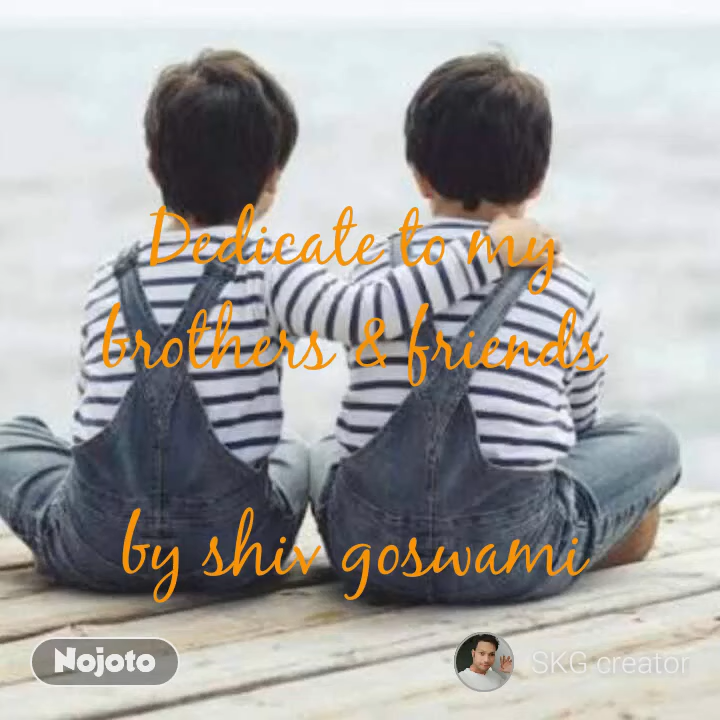 Dedicate to my
brothers & friends
by shiv goswami
Nojoto
SKG creator